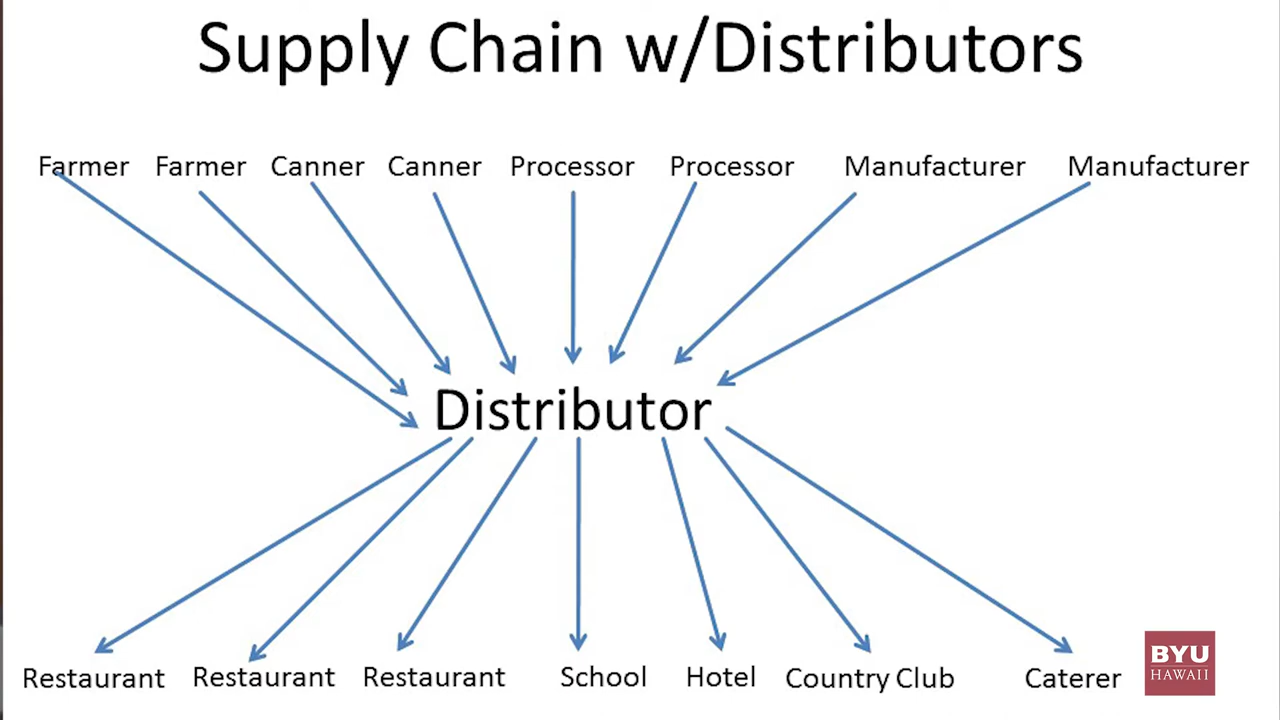 Supply Chain w/Distributors
Farmer Farmer Canner Canner Processor Processor Manufacturer Manufacturer
Distributor
Restaurant Restaurant Restaurant School Hotel Country Club Caterer
BYU
HAWAII